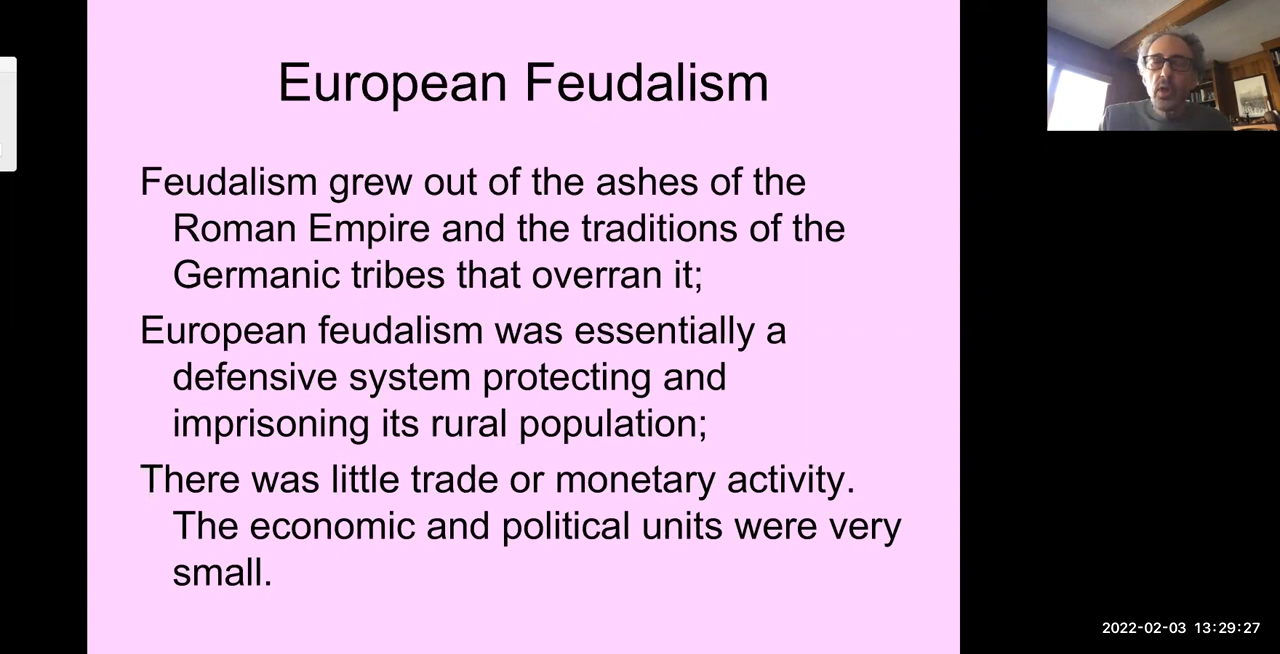 European Feudalism
Feudalism grew out of the ashes of the
Roman Empire and the traditions of the
Germanic tribes that overran it;
European feudalism was essentially a
defensive system protecting and
imprisoning its rural population;
There was little trade or monetary activity.
The economic and political units were very
small.
2022-02-03 13:29:27